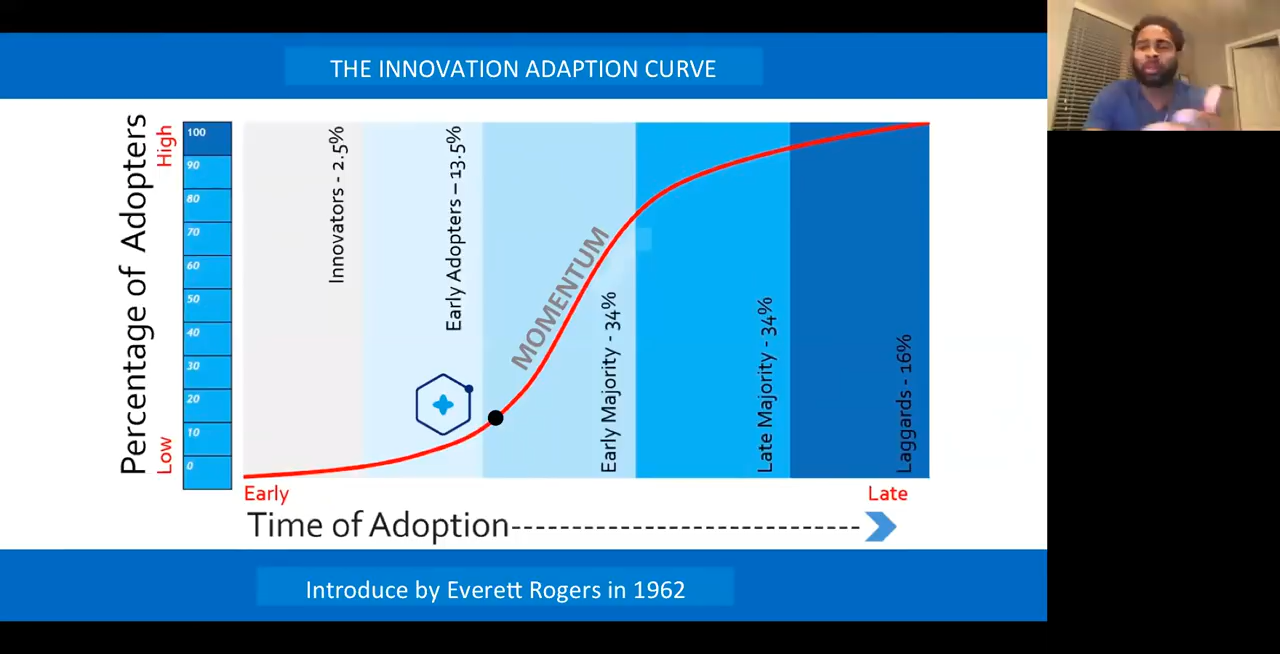 THE INNOVATION ADAPTION CURVE
Percentage of Adopters
High
Low
100
90
80
70
60
50
40
30
20
10
0
Innovators - 2.5%
Early Adopters – 13.5%
MOMENTUM
Early Majority - 34%
Late Majority - 34%
Laggards - 16%
Early
Late
Time of Adoption
Introduce by Everett Rogers in 1962